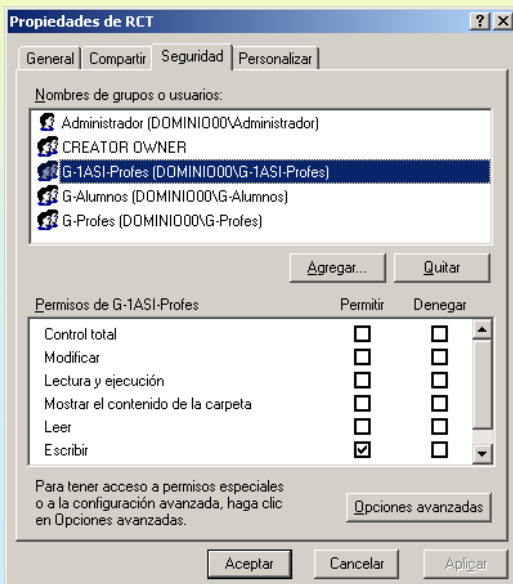 Propiedades de RCT
General Compartir Seguridad Personalizar
Nombres de grupos o usuarios:
Administrador (DOMINIO00\Administrador)
CREATOR OWNER
G-1ASI-Profes (DOMINIO00\G-1ASI-Profes)
G-Alumnos (DOMINIO00\G-Alumnos)
G-Profes (DOMINIO00\G-Profes)
Agregar... Quitar
Permisos de G-1ASI-Profes Permitir Denegar
Control total
Modificar
Lectura y ejecución
Mostrar el contenido de la carpeta
Leer
Escribir
Para tener acceso a permisos especiales
o a la configuración avanzada, haga clic
en Opciones avanzadas.
Opciones avanzadas
Aceptar Cancelar Aplicar